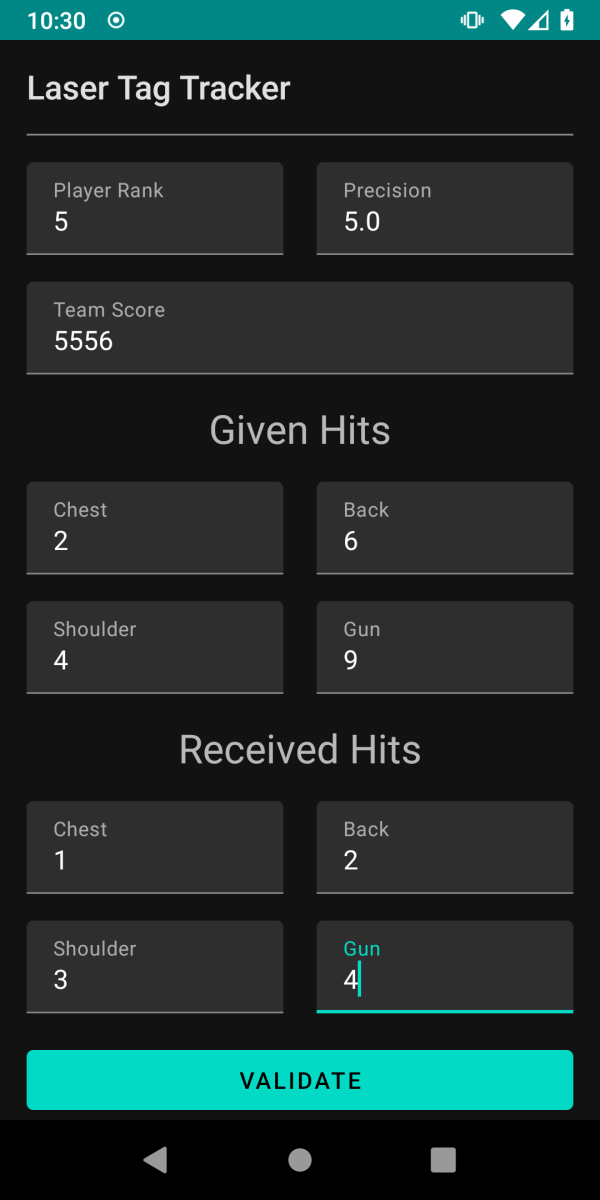 10:30
Laser Tag Tracker
Player Rank Precision
5 5.0
Team Score
5556
Given Hits
Chest Back
2 6
Shoulder Gun
4 9
Received Hits
Chest Back
1 2
Shoulder Gun
3 4
VALIDATE